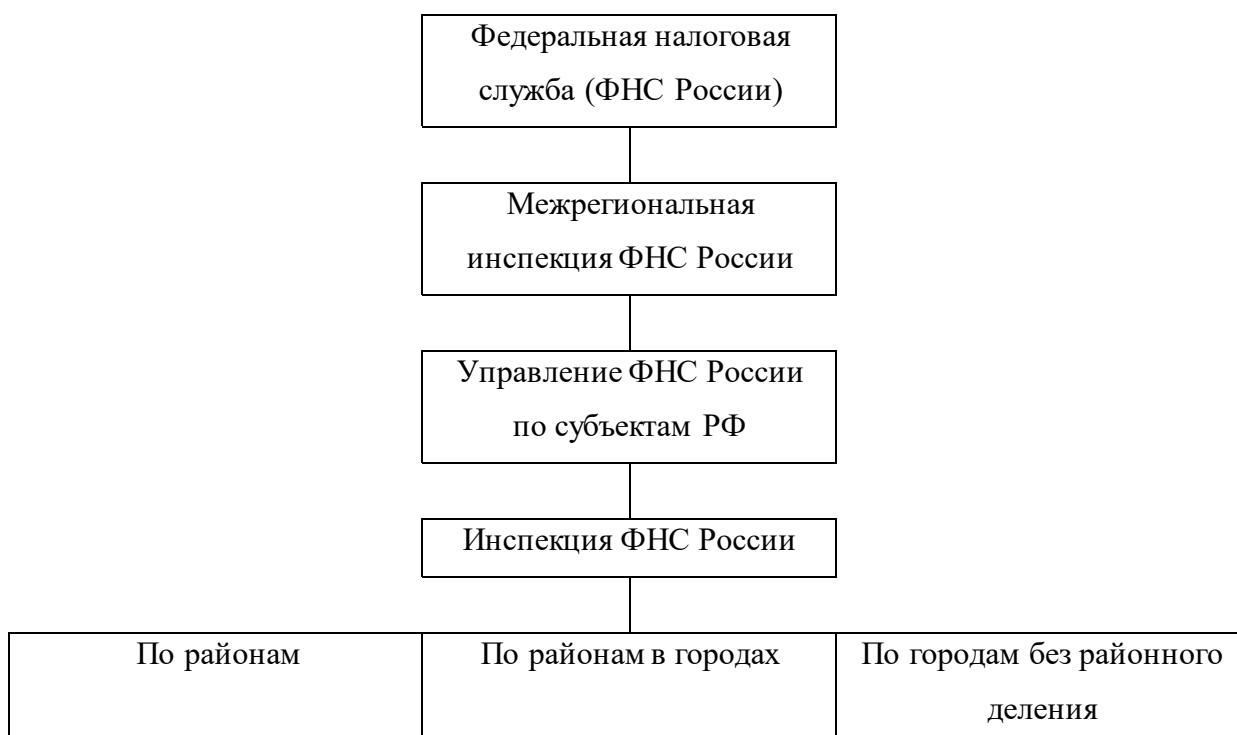 Федеральная налоговая
служба (ФНС России)
Межрегиональная
инспекция ФНС России
Управление ФНС России
по субъектам РФ
Инспекция ФНС России
По районам
По районам в городах
По городам без районного
деления